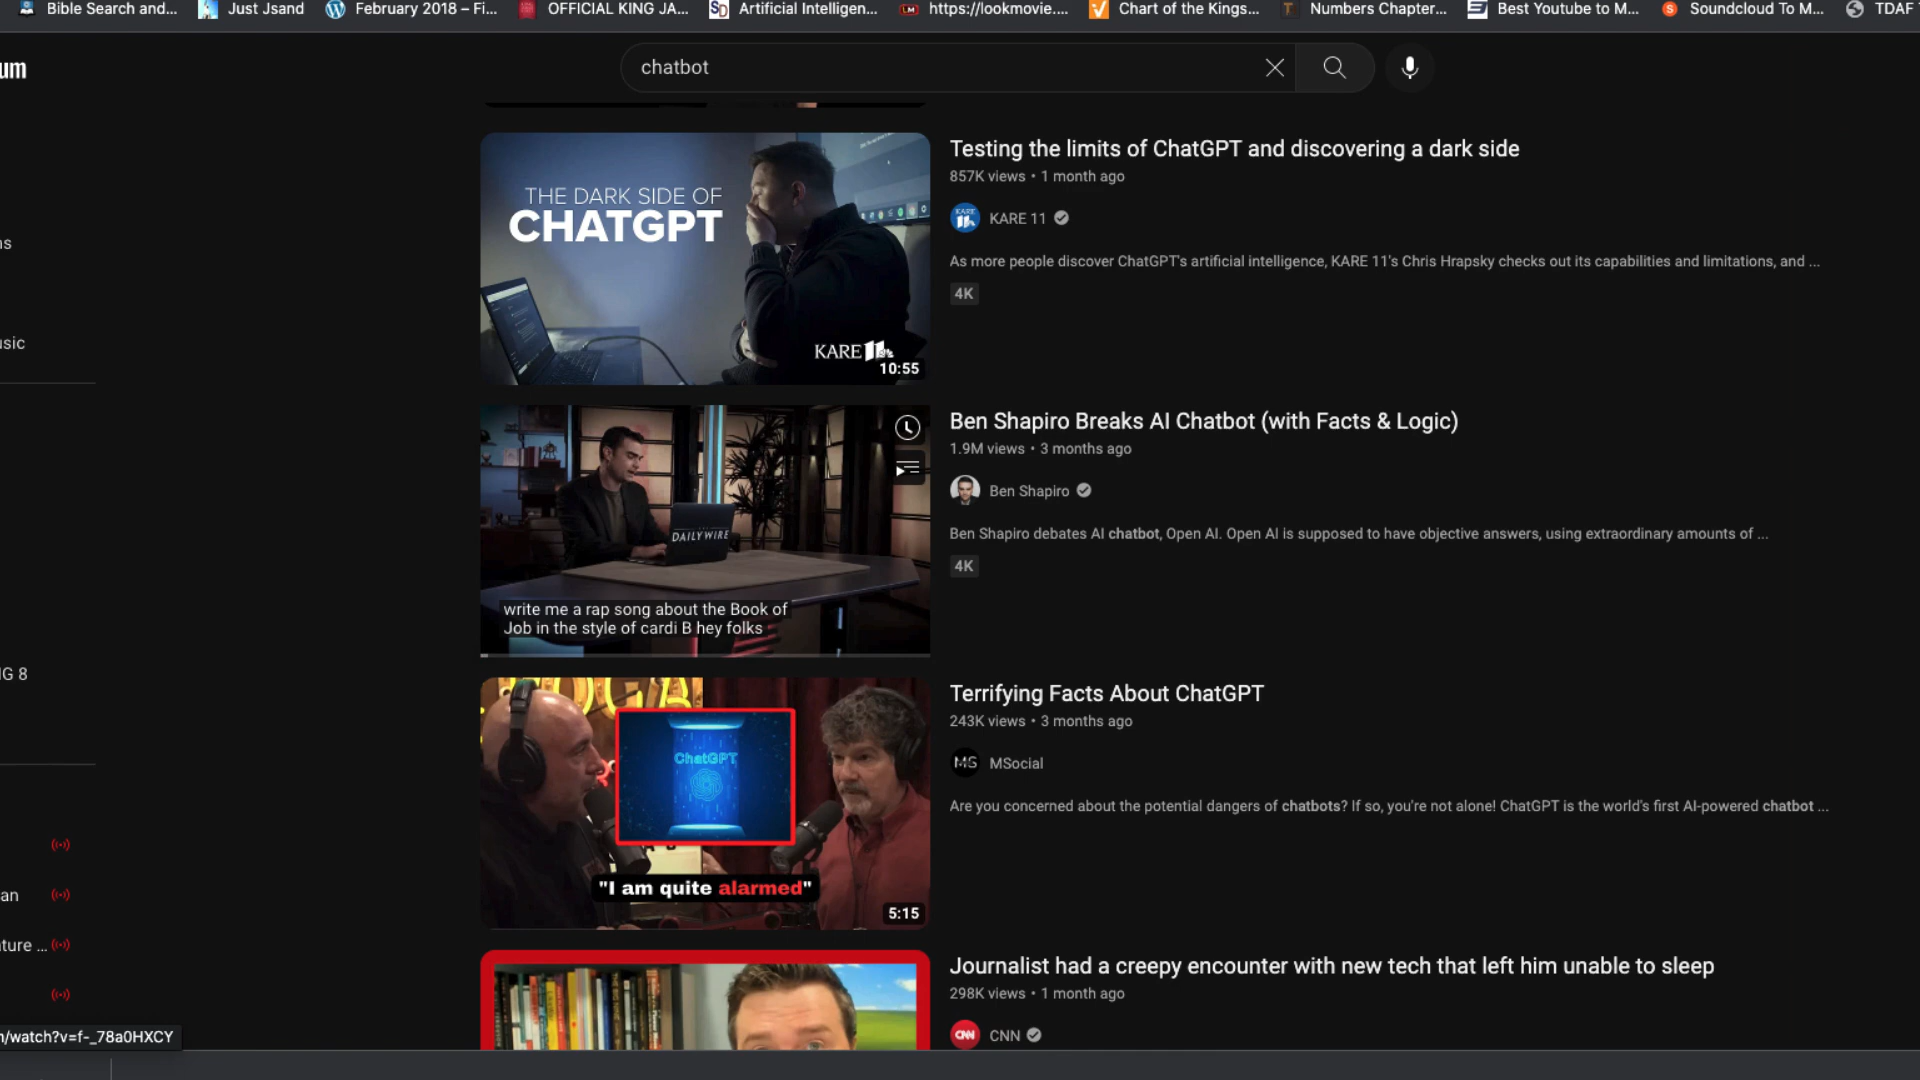 Bible Search and...
Just Jsand
February 2018 – Fi...
OFFICIAL KING JA...
SD
Artificial Intelligen...
LM
https://lookmovie....
Chart of the Kings...
T
Numbers Chapter...
Best Youtube to M...
S
Soundcloud To M...
TDAF
um
chatbot
ns
usic
IG 8
an
ture ...
THE DARK SIDE OF
CHATGPT
KARE 11
10:55
Testing the limits of ChatGPT and discovering a dark side
857K views • 1 month ago
KARE 11
KARE 11
As more people discover ChatGPT's artificial intelligence, KARE 11's Chris Hrapsky checks out its capabilities and limitations, and ...
4K
DAILY WIRE
write me a rap song about the Book of
Job in the style of cardi B hey folks
Ben Shapiro Breaks AI Chatbot (with Facts & Logic)
1.9M views • 3 months ago
Ben Shapiro
Ben Shapiro debates AI chatbot, Open AI. Open AI is supposed to have objective answers, using extraordinary amounts of ...
4K
ChatGPT
"I am quite alarmed"
5:15
Terrifying Facts About ChatGPT
243K views • 3 months ago
MS
MSocial
Are you concerned about the potential dangers of chatbots? If so, you're not alone! ChatGPT is the world's first AI-powered chatbot ...
Journalist had a creepy encounter with new tech that left him unable to sleep
298K views • 1 month ago
CNN
CNN
n/watch?v=f-_78a0HXCY